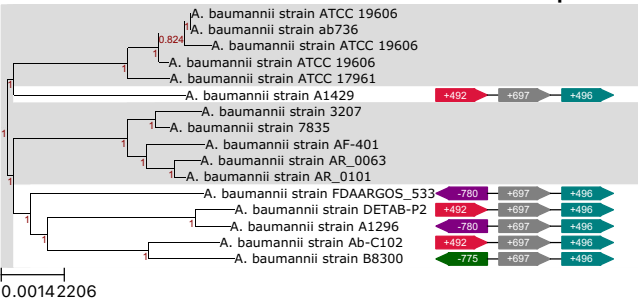 A. baumannii strain ATCC 19606
1 A. baumannii strain ab736
0.824 A. baumannii strain ATCC 19606
1 A. baumannii strain ATCC 19606
1 A. baumannii strain ATCC 17961
A. baumannii strain A1429 +492 +697 +496
A. baumannii strain 3207
1 1 A. baumannii strain 7835
A. baumannii strain AF-401
1 A. baumannii strain AR_0063
1 1 A. baumannii strain AR_0101
A. baumannii strain FDAARGOS_533 -780 +697 +496
A. baumannii strain DETAB-P2 +492 +697 +496
1 1 A. baumannii strain A1296 -780 +697 +496
1 A. baumannii strain Ab-C102 +492 +697 +496
1 A. baumannii strain B8300 -775 +697 +496
0.00142206